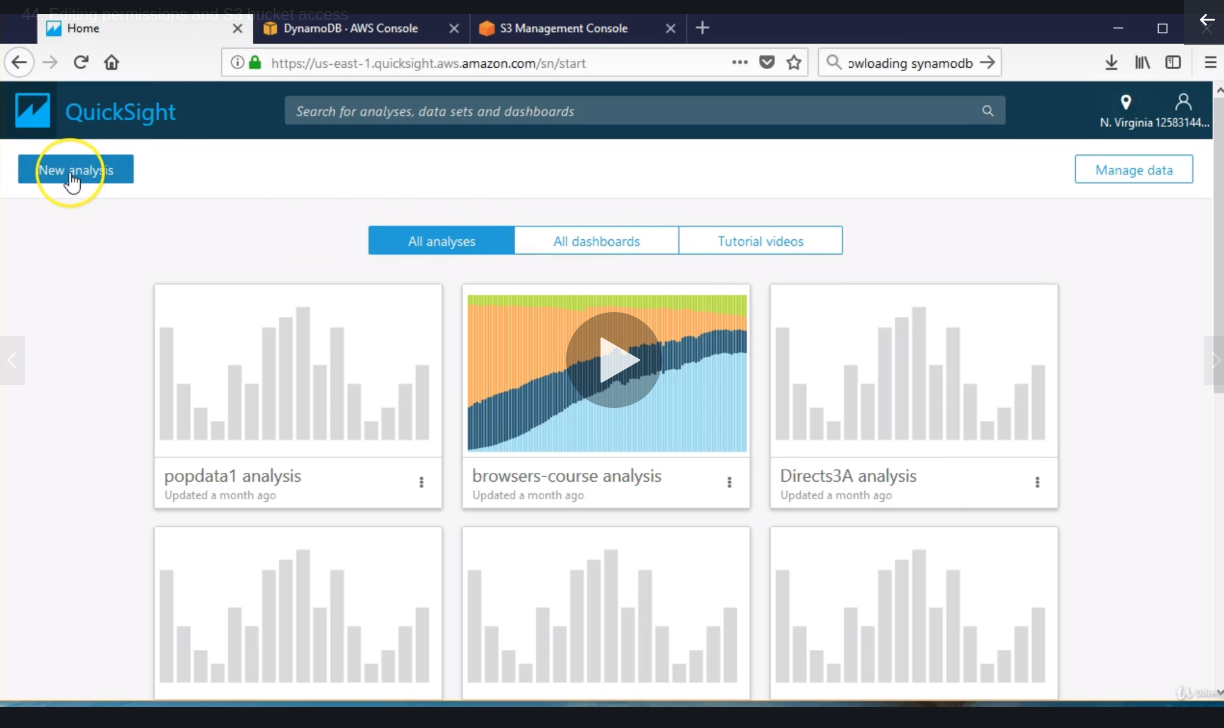 44. Editing permissions and S3 bucket access
Home
DynamoDB · AWS Console
S3 Management Console
https://us-east-1.quicksight.aws.amazon.com/sn/start
owloading synamodb
QuickSight
Search for analyses, data sets and dashboards
N. Virginia 12583144...
New analysis
Manage data
All analyses
All dashboards
Tutorial videos
popdata1 analysis
Updated a month ago
browsers-course analysis
Updated a month ago
Directs3A analysis
Updated a month ago